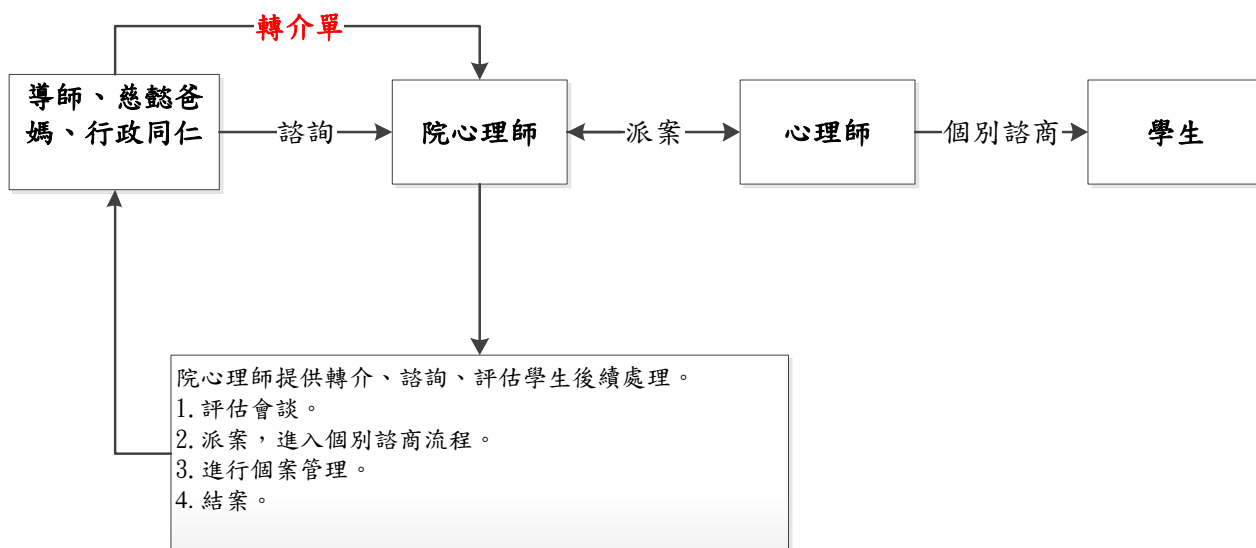 轉介單
導師、慈懿爸
媽、行政同仁
諮詢
院心理師
派案
心理師
個別諮商
學生
院心理師提供轉介、諮詢、評估學生後續處理。
1.評估會談。
2.派案，進入個別諮商流程。
3.進行個案管理。
4.結案。